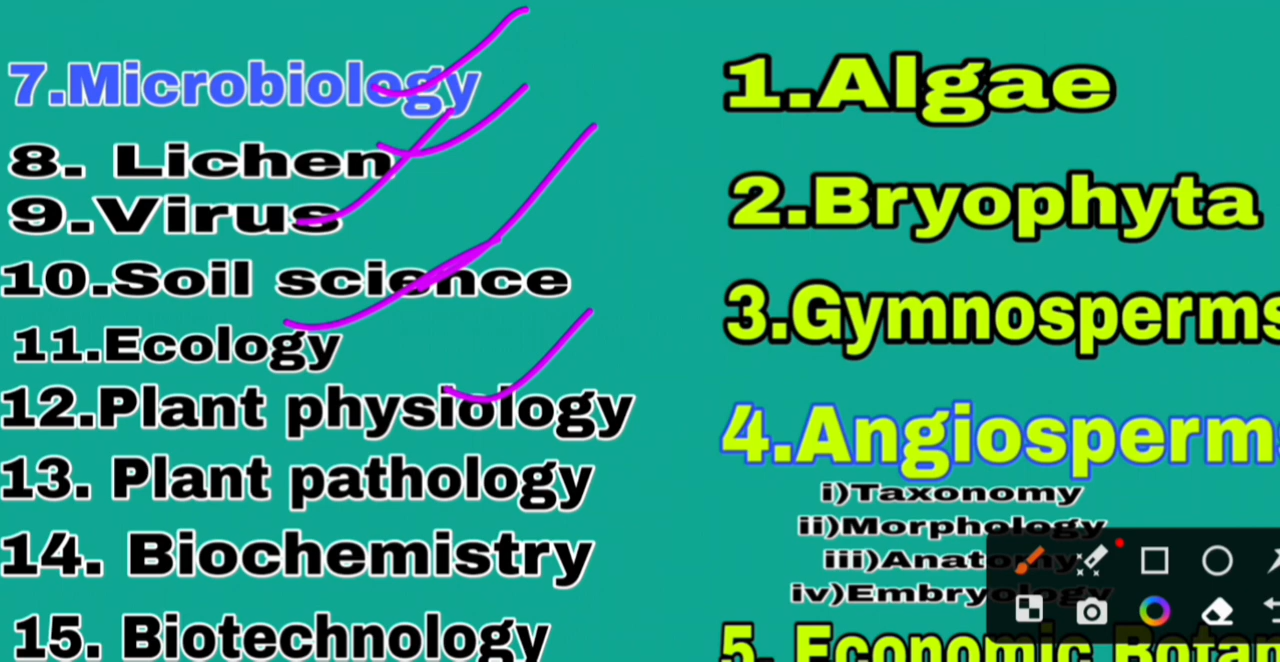 7.Microbiology
8. Lichen
9.Virus
10.Soil science
11.Ecology
12.Plant physiology
13. Plant pathology
14. Biochemistry
15. Biotechnology
1.Algae
2.Bryophyta
3.Gymnosperms
4.Angiosperms
i)Taxonomy
ii)Morphology
iii)Anatomy
iv)Embryology
5. Economic Botan